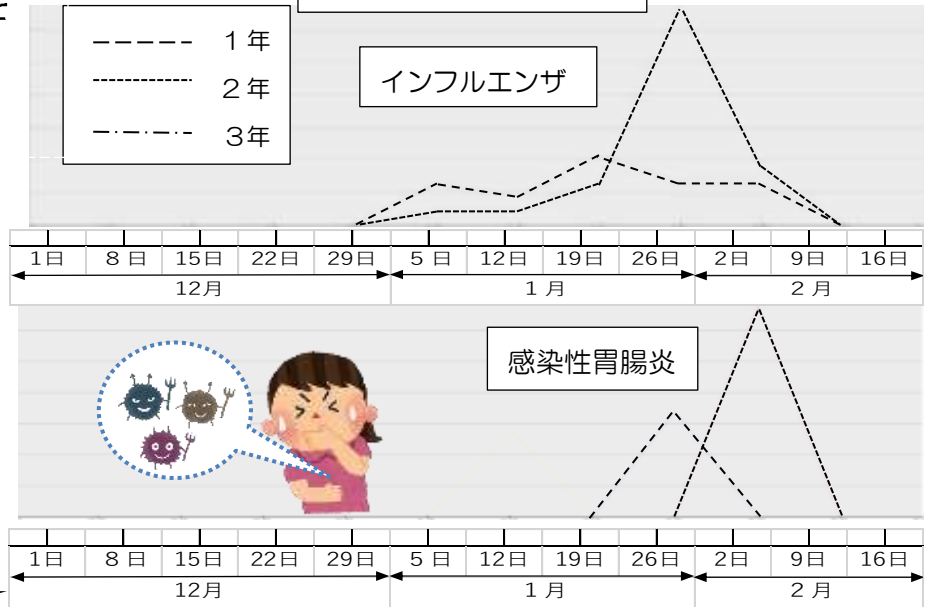 1年
2年
3年
インフルエンザ
1日 8日 15日 22日 29日 5日 12日 19日 26日 2日 9日 16日
12月 1月 2月
感染性胃腸炎
1日 8日 15日 22日 29日 5日 12日 19日 26日 2日 9日 16日
12月 1月 2月